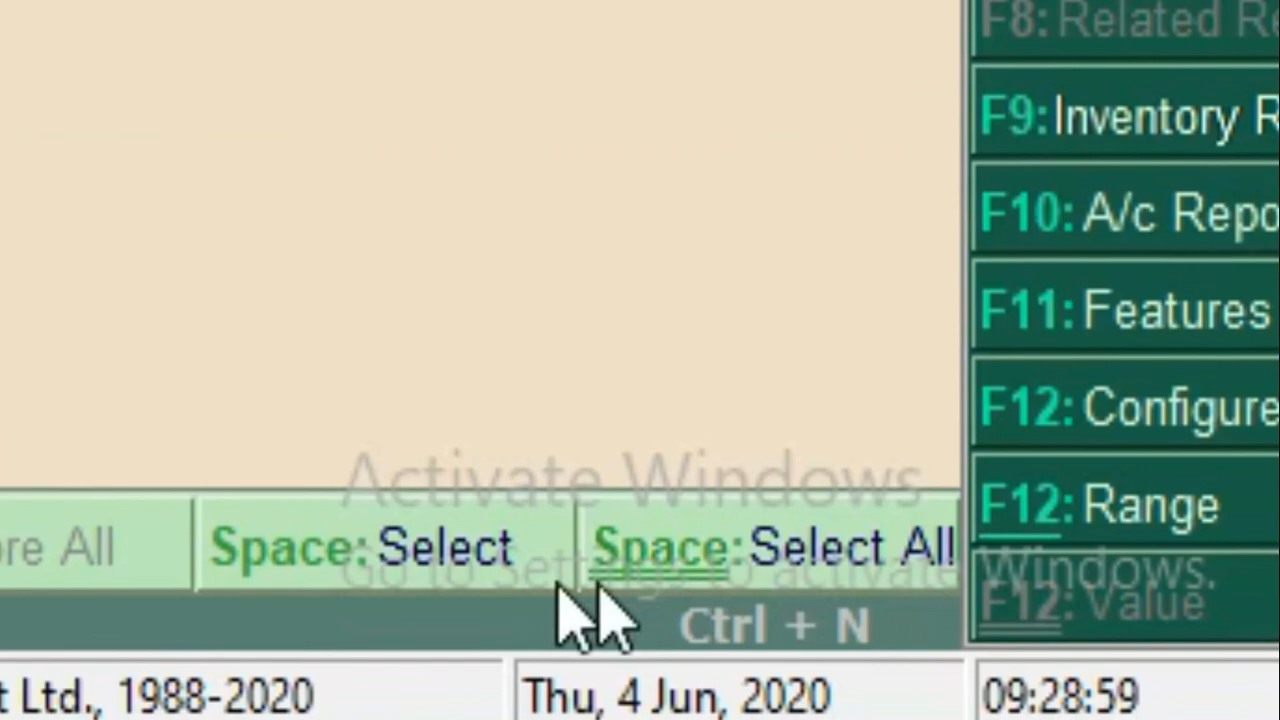 F8: Related
F9: Inventory
F10: A/c
F11: Features
F12: Configure
F12: Range
F12: Value
Activate Windows
Go to Settings to activate Windows.
All
Space: Select
Space: Select All
Ctrl + N
Ltd., 1988-2020
Thu, 4 Jun, 2020
09:28:59